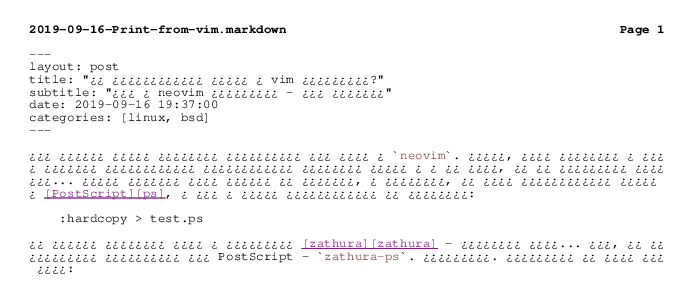 2019-09-16-Print-from-vim.markdown Page 1
---
layout: post
title: "¿¿ ¿¿¿¿¿¿¿¿¿¿¿¿ ¿¿¿¿¿ ¿ vim ¿¿¿¿¿¿¿¿¿?"
subtitle: "¿¿¿ ¿ neovim ¿¿¿¿¿¿¿¿¿ - ¿¿¿ ¿¿¿¿¿¿¿"
date: 2019-09-16 19:37:00
categories: [linux, bsd]
---
¿¿¿ ¿¿¿¿¿¿ ¿¿¿¿¿ ¿¿¿¿¿¿¿¿ ¿¿¿¿¿¿¿¿¿¿ ¿¿¿ ¿¿¿¿ ¿ `neovim`. ¿¿¿¿¿, ¿¿¿¿ ¿¿¿¿¿¿¿¿ ¿ ¿¿¿
¿ ¿¿¿¿¿¿¿ ¿¿¿¿¿¿¿¿¿¿¿¿ ¿¿¿¿¿¿¿¿¿¿¿¿¿ ¿¿¿¿¿¿¿¿ ¿¿¿¿¿ ¿ ¿ ¿¿ ¿¿¿¿, ¿¿ ¿¿ ¿¿¿¿¿¿¿¿
¿¿¿... ¿¿¿¿¿ ¿¿¿¿¿¿¿ ¿¿¿¿ ¿¿¿¿¿¿ ¿¿ ¿¿¿¿¿¿¿, ¿ ¿¿¿¿¿¿¿¿, ¿¿ ¿¿¿¿ ¿¿¿¿¿¿¿¿¿¿¿¿ ¿¿¿¿¿
¿ [PostScript][ps], ¿ ¿¿¿ ¿ ¿¿¿¿¿ ¿¿¿¿¿¿¿¿¿¿¿¿ ¿¿ ¿¿¿¿¿¿¿¿:
:hardcopy > test.ps
¿¿ ¿¿¿¿¿¿ ¿¿¿¿¿¿¿¿ ¿¿¿¿ ¿ ¿¿¿¿¿¿¿¿¿ [zathura][zathura] - ¿¿¿¿¿¿¿¿ ¿¿¿¿... ¿¿¿, ¿¿ ¿¿
¿¿¿¿¿¿¿¿¿ ¿¿¿¿¿¿¿¿¿¿ ¿¿¿ PostScript - `zathura-ps`. ¿¿¿¿¿¿¿¿¿. ¿¿¿¿¿¿¿¿¿ ¿¿ ¿¿¿¿ ¿¿¿
¿¿¿¿: